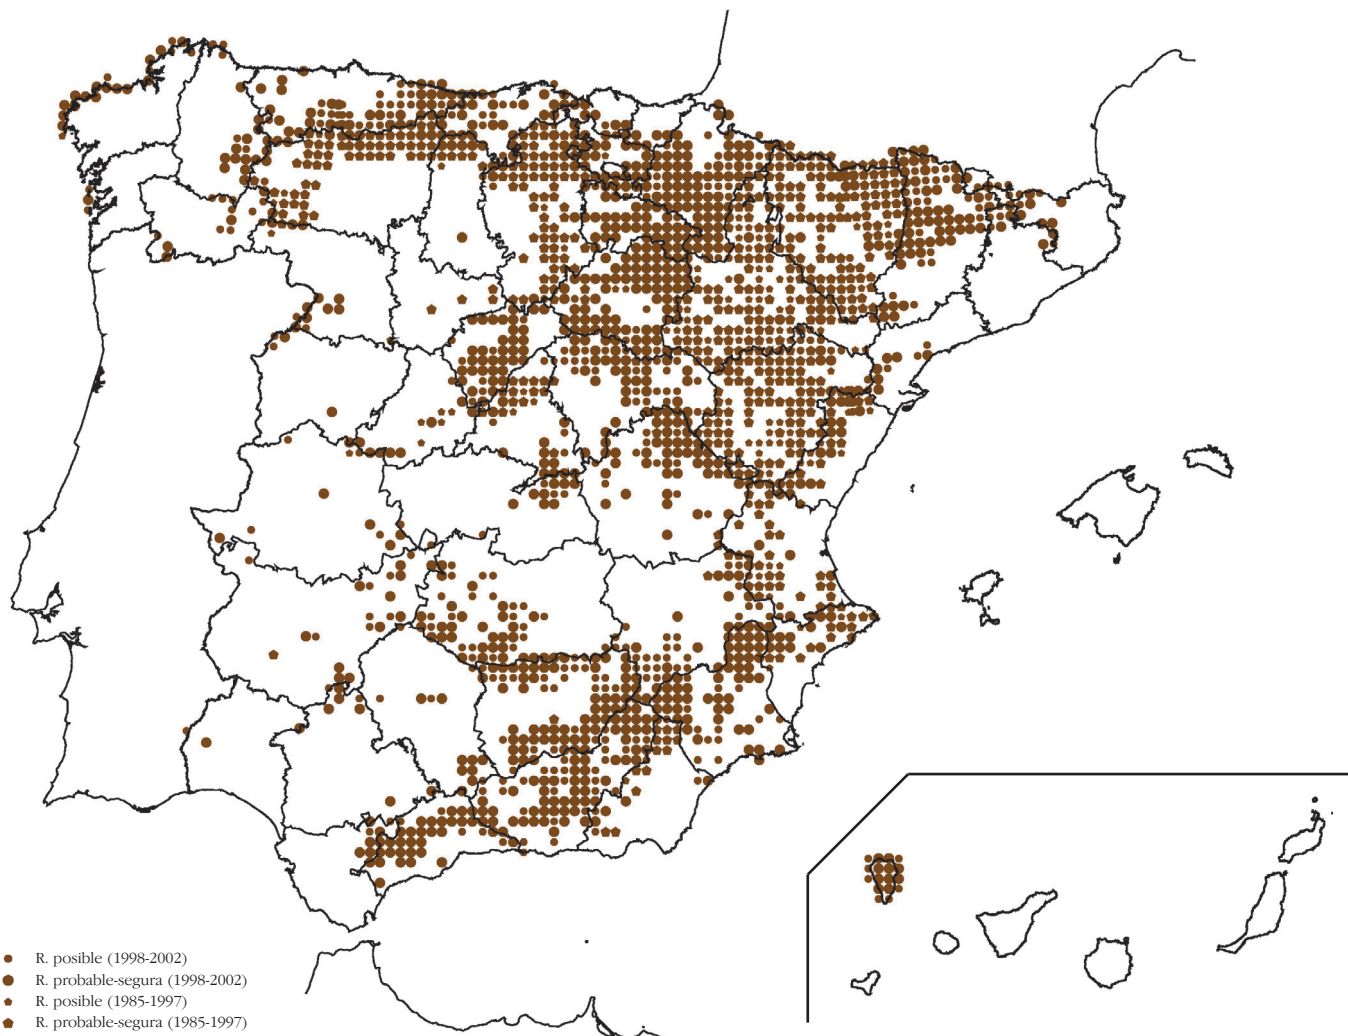 R. posible (1998-2002)
R. probable-segura (1998-2002)
R. posible (1985-1997)
R. probable-segura (1985-1997)